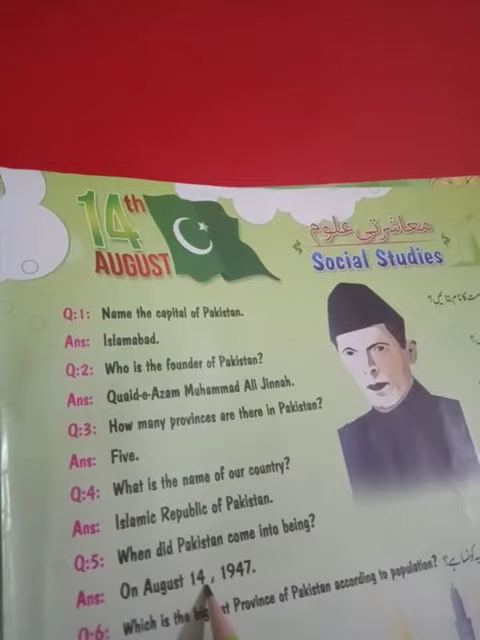 14th
AUGUST
معاشرتی علوم
Social Studies
Q:1: Name the capital of Pakistan.
Ans: Islamabad.
Q:2: Who is the founder of Pakistan?
Ans: Quaid-e-Azam Muhammad Ali Jinnah.
Q:3: How many provinces are there in Pakistan?
Ans: Five.
Q:4: What is the name of our country?
Ans: Islamic Republic of Pakistan.
Q:5: When did Pakistan come into being?
Ans: On August 14, 1947.
Q:6: Which is the Province of Pakistan according to population?